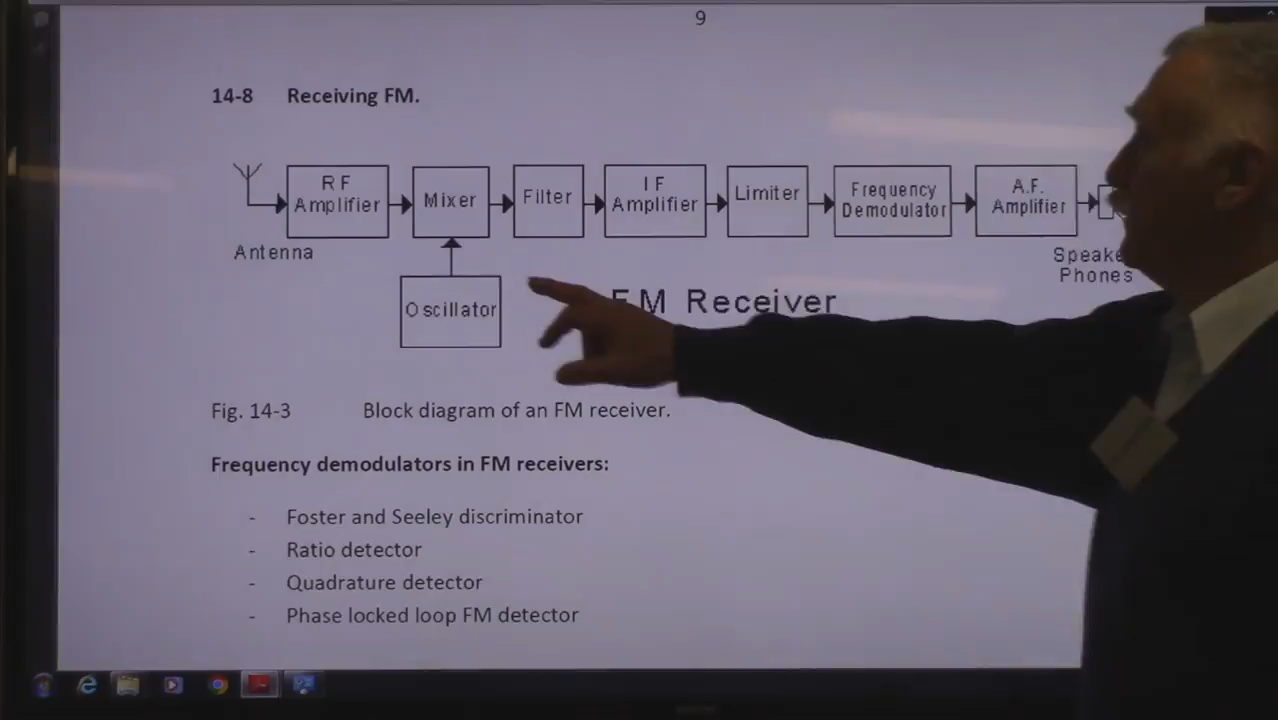 9
14-8 Receiving FM.
RF Amplifier
Mixer
Filter
IF Amplifier
Limiter
Frequency Demodulator
A.F. Amplifier
Antenna
Phones
Oscillator
FM Receiver
Fig. 14-3 Block diagram of an FM receiver.
Frequency demodulators in FM receivers:
- Foster and Seeley discriminator
- Ratio detector
- Quadrature detector
- Phase locked loop FM detector